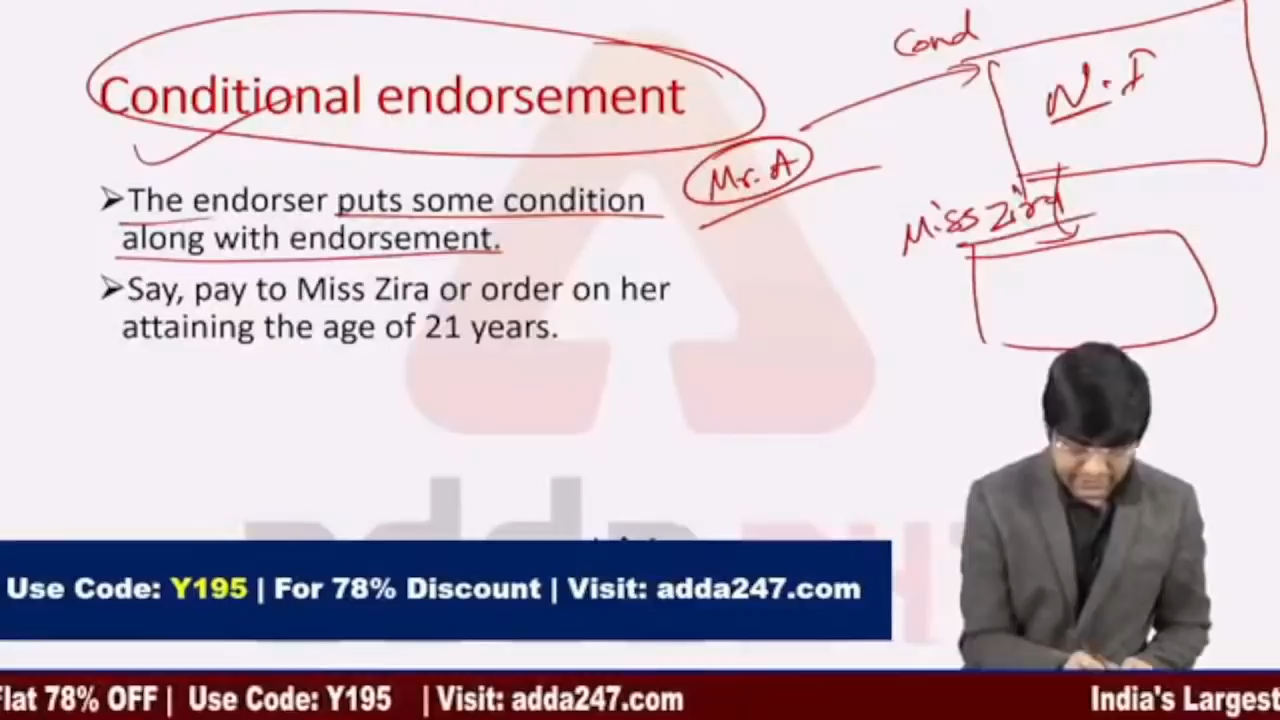 Conditional endorsement
➤The endorser puts some condition
along with endorsement.
➤Say, pay to Miss Zira or order on her
attaining the age of 21 years.
Cond
N.I
Mr. A
Miss Zira
adda
Use Code: Y195 | For 78% Discount | Visit: adda247.com
Flat 78% OFF | Use Code: Y195 | Visit: adda247.com
India's Largest